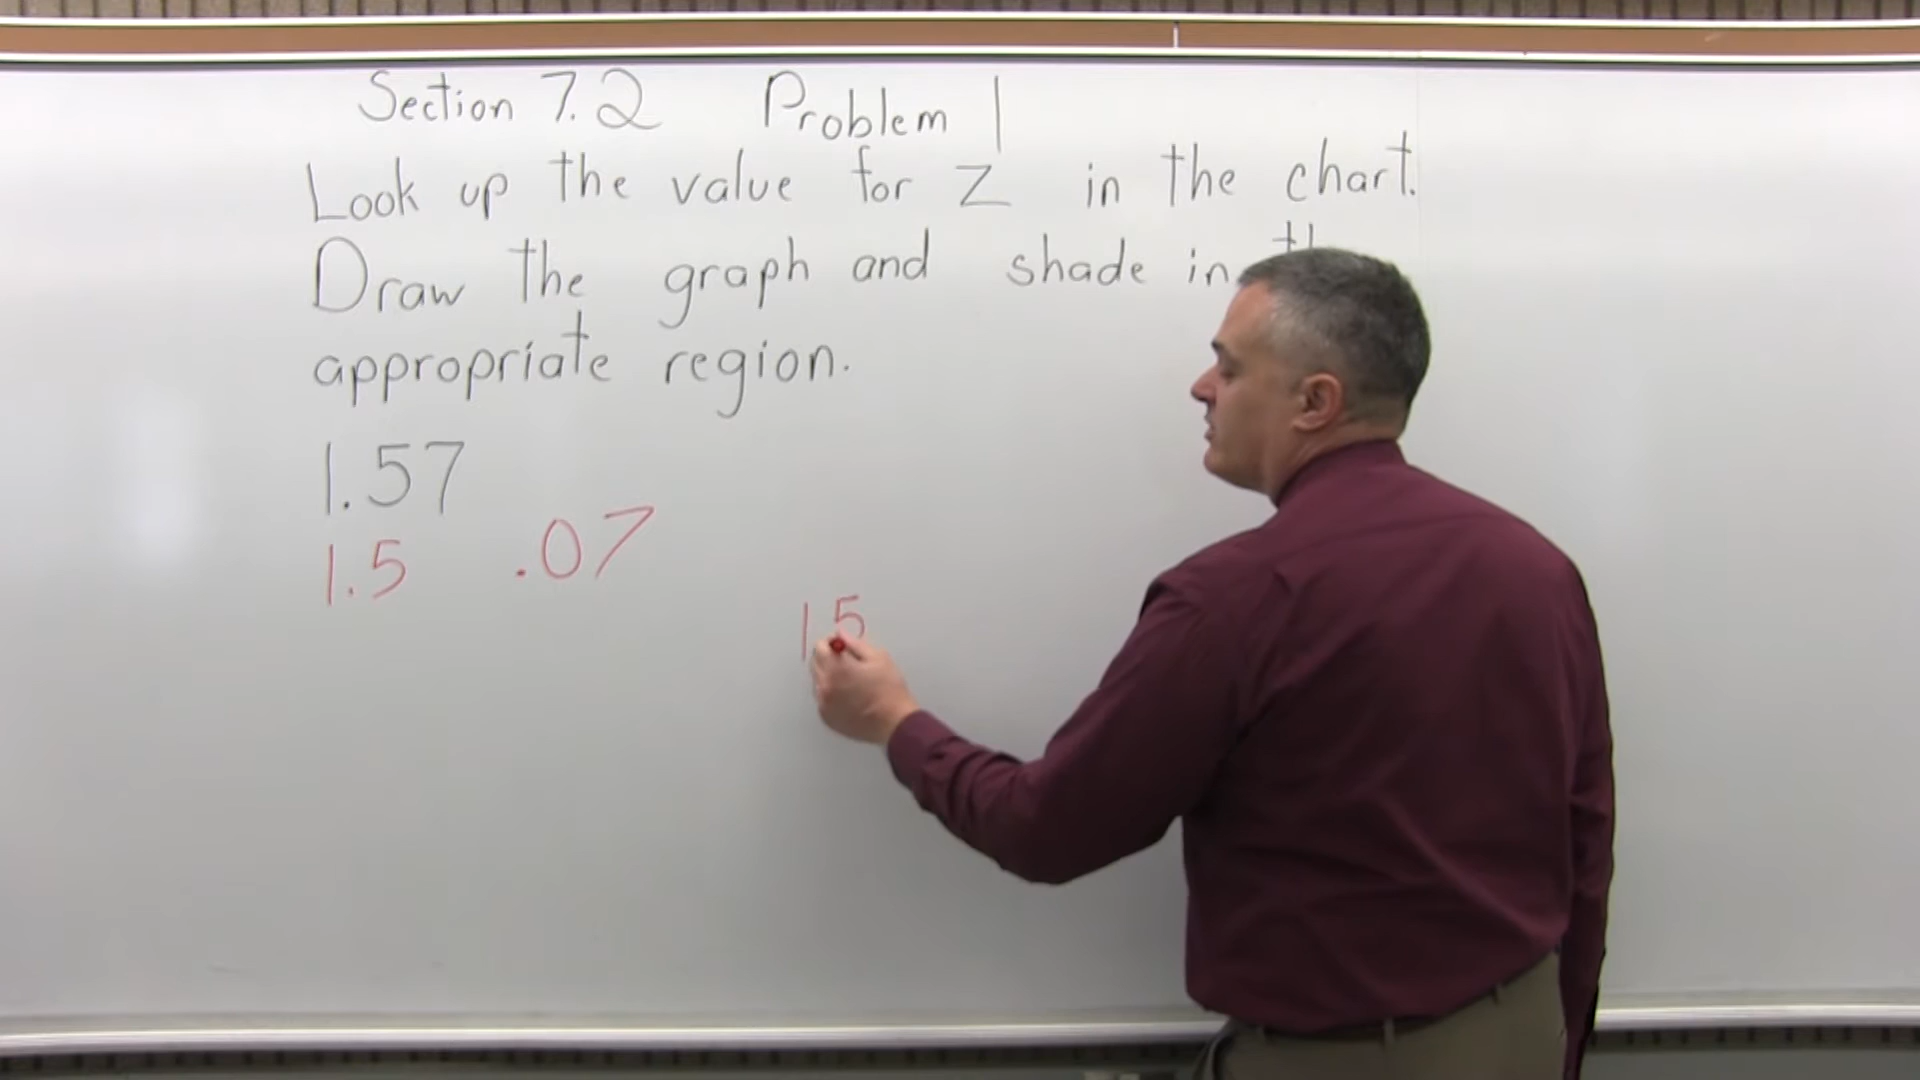 Section 7.2 Problem 1
Look up the value for Z in the chart.
Draw the graph and shade in
appropriate region.
1.57
1.5 .07
1.5